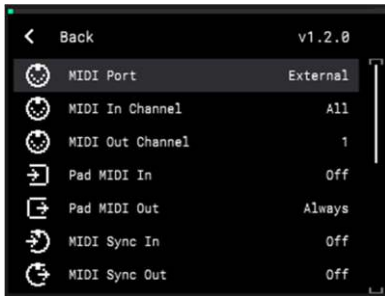 Back v1.2.0
MIDI Port External
MIDI In Channel All
MIDI Out Channel 1
Pad MIDI In Off
Pad MIDI Out Always
MIDI Sync In Off
MIDI Sync Out Off